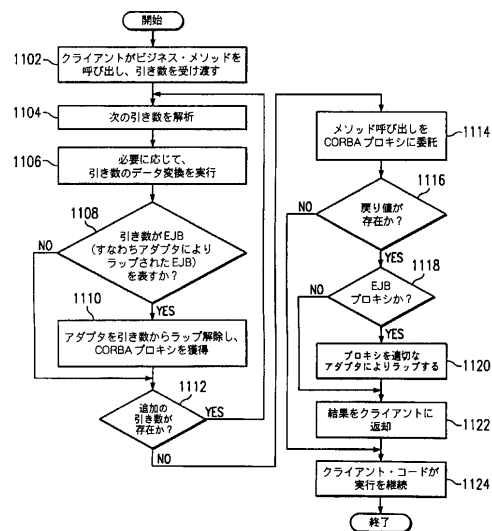 開始
1102
クライアントがビジネス・メソッドを
呼び出し、引き数を受け渡す
1104
次の引き数を解析
1106
必要に応じて、
引き数のデータ変換を実行
1108
引き数がEJB
(すなわちアダプタにより
ラップされたEJB)
を表すか?
NO
YES
1110
アダプタを引き数からラップ解除し、
CORBAプロキシを獲得
1112
追加の
引き数が
存在か?
YES
NO
メソッド呼び出しを
CORBAプロキシに委託
1114
1116
戻り値が
存在か?
NO
YES
1118
EJB
プロキシか?
NO
YES
プロキシを適切な
アダプタによりラップする
1120
結果をクライアントに
返却
1122
クライアント・コードが
実行を継続
1124
終了